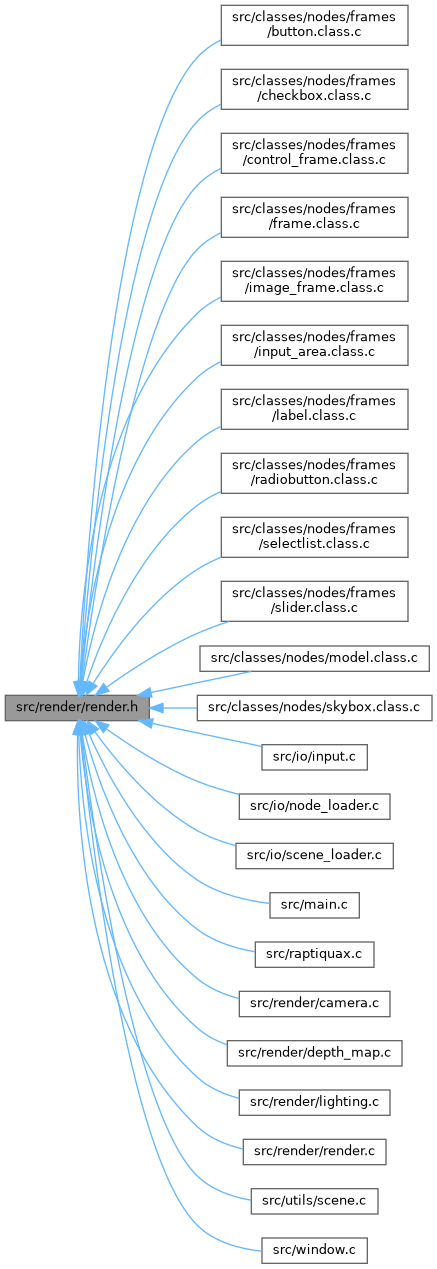 src/classes/nodes/frames
/button.class.c
src/classes/nodes/frames
/checkbox.class.c
src/classes/nodes/frames
/control_frame.class.c
src/classes/nodes/frames
/frame.class.c
src/classes/nodes/frames
/image_frame.class.c
src/classes/nodes/frames
/input_area.class.c
src/classes/nodes/frames
/label.class.c
src/classes/nodes/frames
/radiobutton.class.c
src/classes/nodes/frames
/selectlist.class.c
src/classes/nodes/frames
/slider.class.c
src/classes/nodes/model.class.c
src/render/render.h
src/classes/nodes/skybox.class.c
src/io/input.c
src/io/node_loader.c
src/io/scene_loader.c
src/main.c
src/raptiquax.c
src/render/camera.c
src/render/depth_map.c
src/render/lighting.c
src/render/render.c
src/utils/scene.c
src/window.c